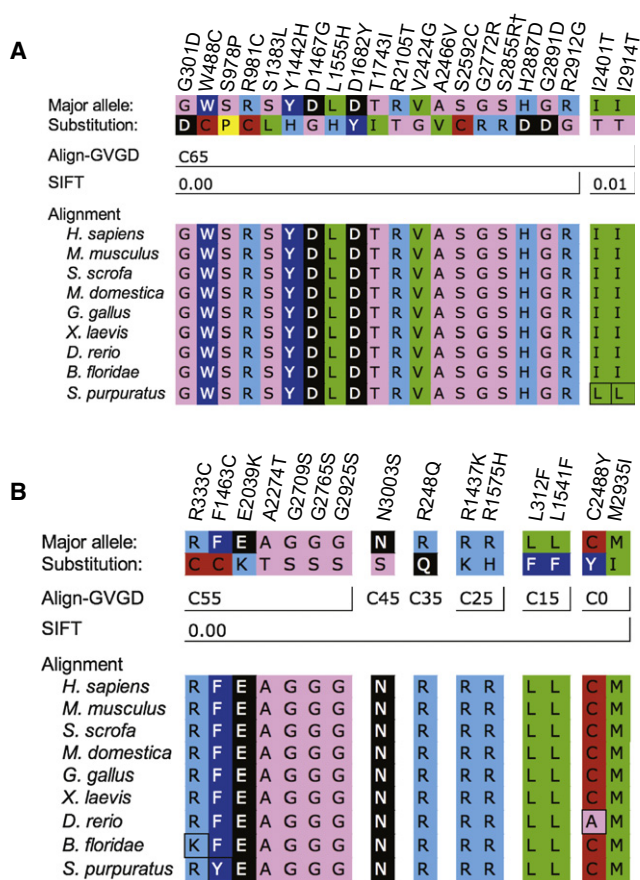 A
G301D W488C S978P R981C S1383L Y1442H D1467G L1555H D1682Y T1743I R2105T V2424G A2466V S2592C G2772R S2855R† H2887D G2891D R2912G I2401T I2914T
Major allele: G W S R S Y D L D T R V A S G S H G R I I
Substitution: D C P C L H G H Y I T G V C R R D D G T T
Align-GVGD C65
SIFT 0.00 0.01
Alignment
H. sapiens G W S R S Y D L D T R V A S G S H G R I I
M. musculus G W S R S Y D L D T R V A S G S H G R I I
S. scrofa G W S R S Y D L D T R V A S G S H G R I I
M. domestica G W S R S Y D L D T R V A S G S H G R I I
G. gallus G W S R S Y D L D T R V A S G S H G R I I
X. laevis G W S R S Y D L D T R V A S G S H G R I I
D. rerio G W S R S Y D L D T R V A S G S H G R I I
B. floridae G W S R S Y D L D T R V A S G S H G R I I
S. purpuratus G W S R S Y D L D T R V A S G S H G R L L
B
R333C F1463C E2039K A2274T G2709S G2765S G2925S N3003S R248Q R1437K R1575H L312F L1541F C2488Y M2935I
Major allele: R F E A G G G N R R R L L C M
Substitution: C C K T S S S S Q K H F F Y I
Align-GVGD C55 C45 C35 C25 C15 C0
SIFT 0.00
Alignment
H. sapiens R F E A G G G N R R R L L C M
M. musculus R F E A G G G N R R R L L C M
S. scrofa R F E A G G G N R R R L L C M
M. domestica R F E A G G G N R R R L L C M
G. gallus R F E A G G G N R R R L L C M
X. laevis R F E A G G G N R R R L L C M
D. rerio R F E A G G G N R R R L L A M
B. floridae K F E A G G G N R R R L L C M
S. purpuratus R Y E A G G G N R R R L L C M